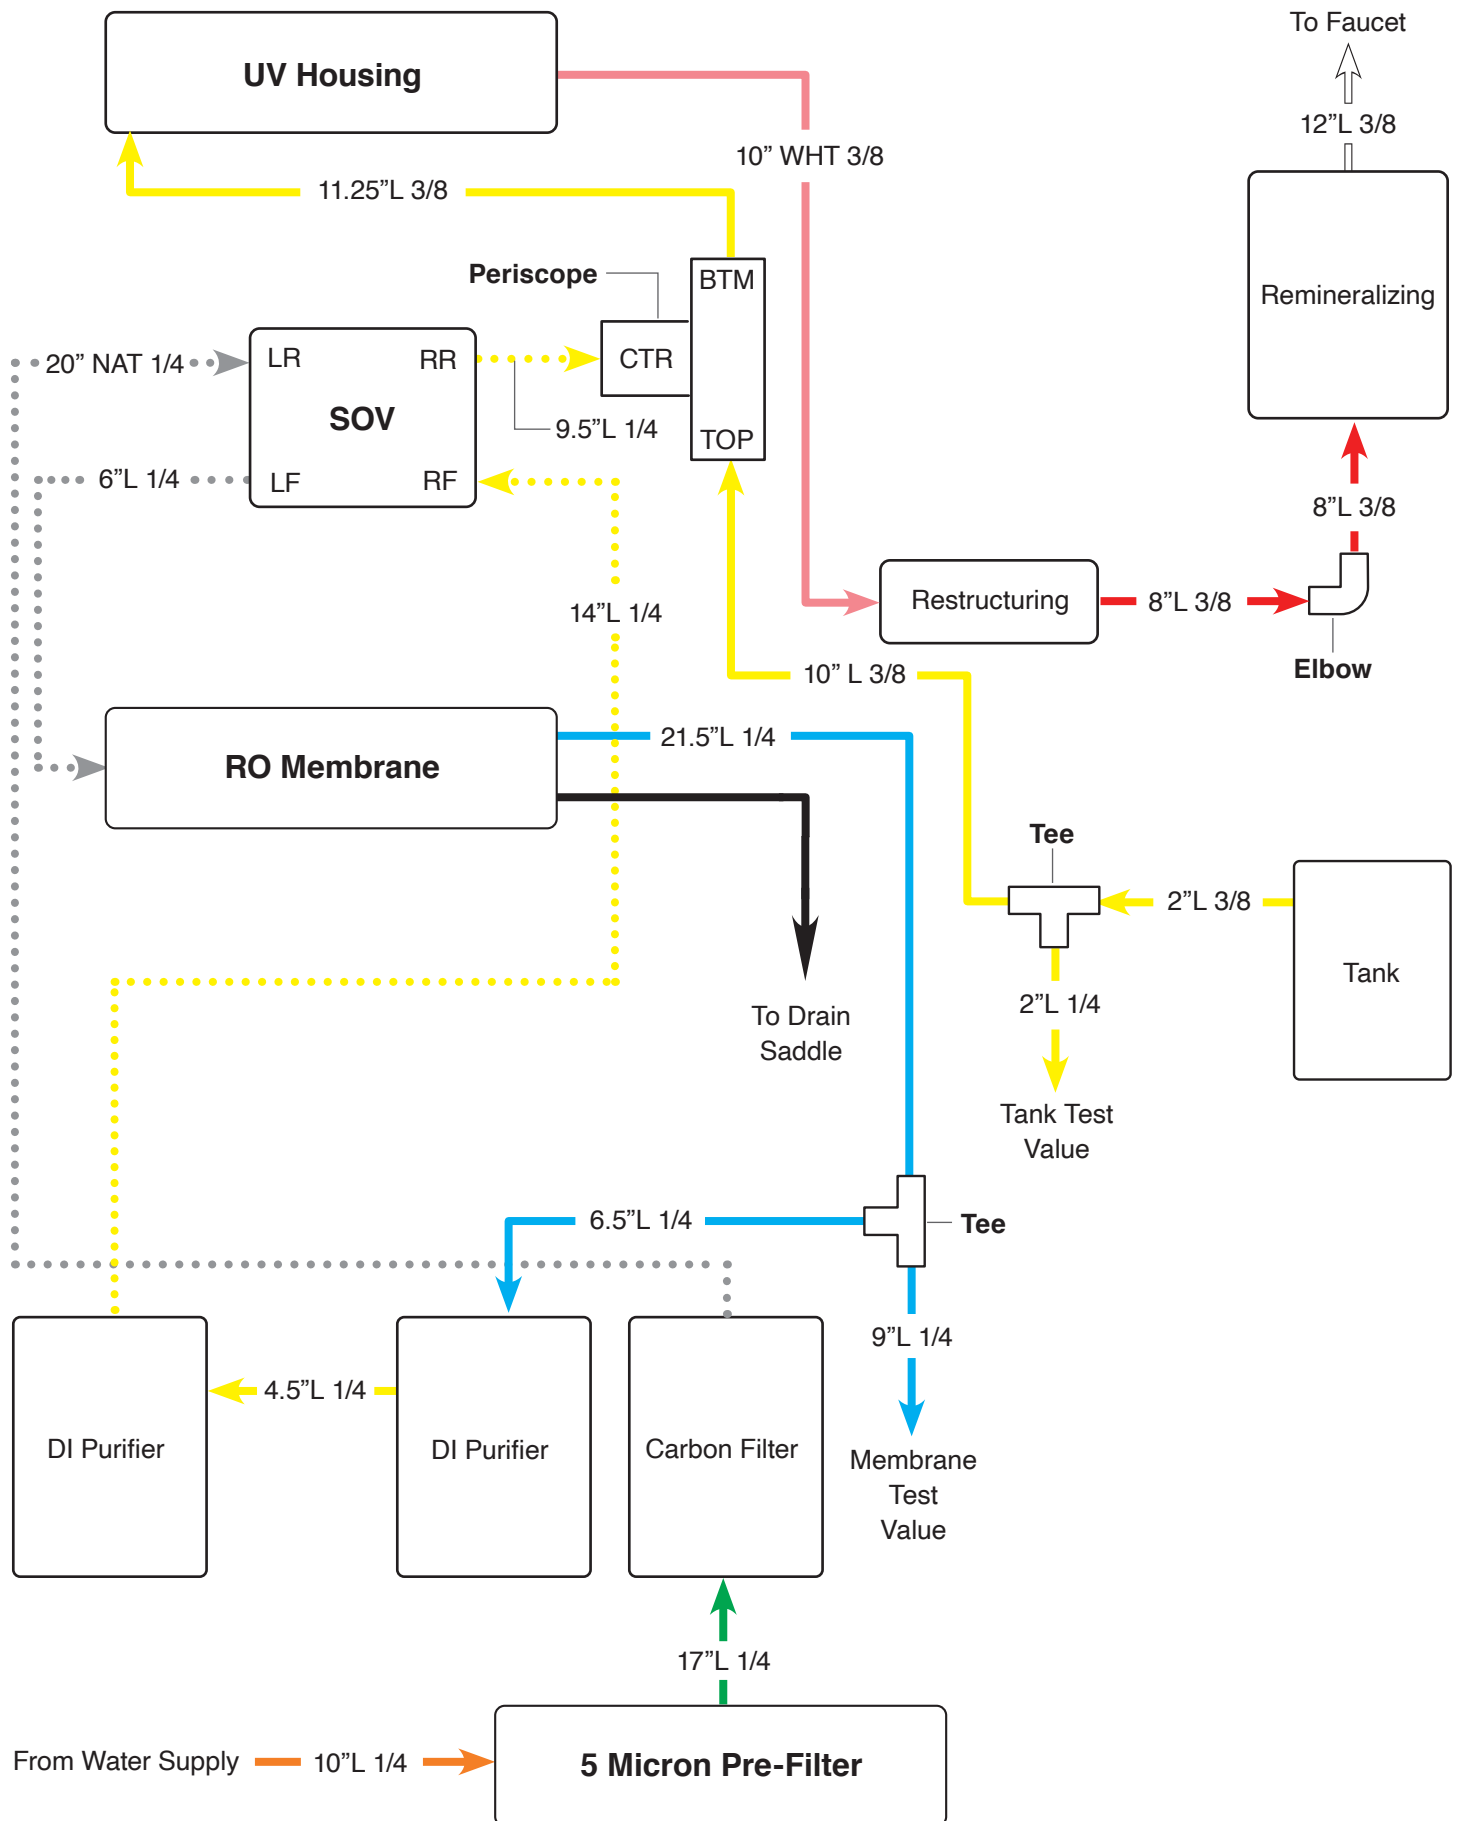 To Faucet
UV Housing
12”L 3/8
10” WHT 3/8
11.25”L 3/8
Periscope
BTM
Remineralizing
20” NAT 1/4
LR
RR
CTR
SOV
9.5”L 1/4
TOP
6”L 1/4
LF
RF
8”L 3/8
14”L 1/4
Restructuring
8”L 3/8
Elbow
10” L 3/8
21.5”L 1/4
RO Membrane
Tee
2”L 3/8
Tank
2”L 1/4
To Drain
Saddle
Tank Test
Value
6.5”L 1/4
Tee
9”L 1/4
4.5”L 1/4
DI Purifier
DI Purifier
Carbon Filter
Membrane
Test
Value
17”L 1/4
From Water Supply
10”L 1/4
5 Micron Pre-Filter